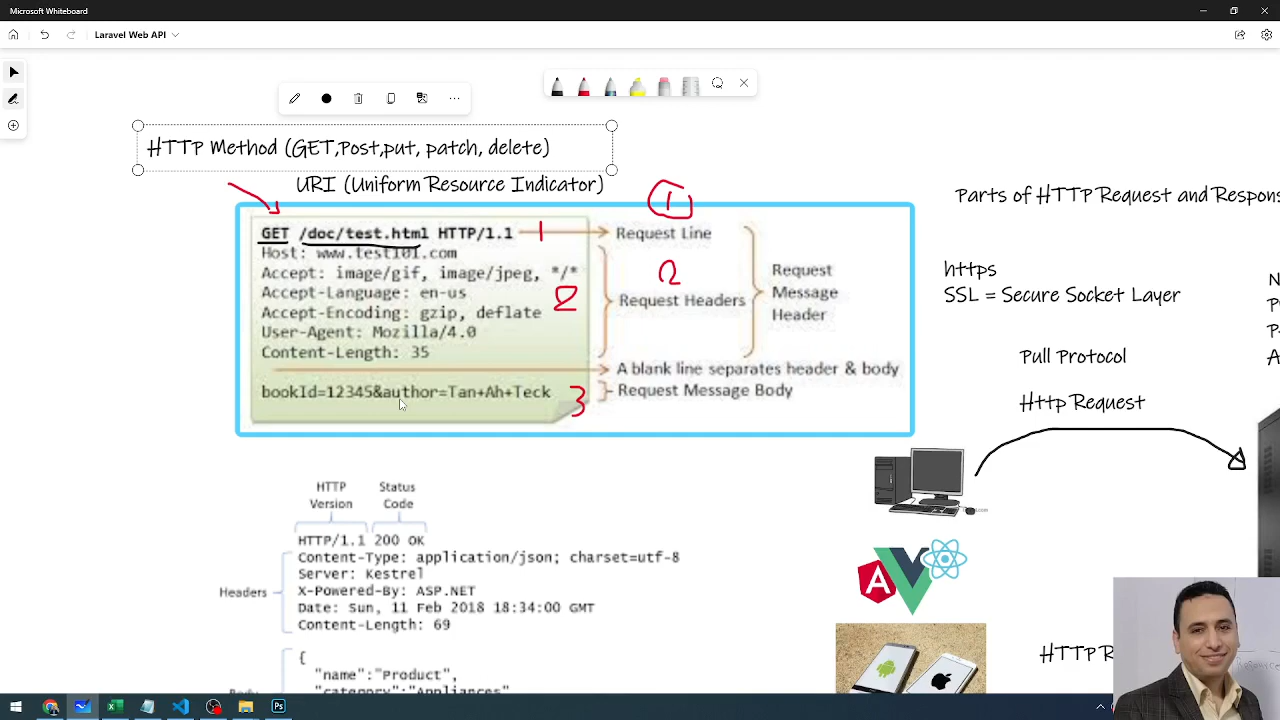 Microsoft Whiteboard
Laravel Web API
HTTP Method (GET,Post,put, patch, delete)
URI (Uniform Resource Indicator)
1
GET /doc/test.html HTTP/1.1
1
Request Line
Host: www.test101.com
Accept: image/gif, image/jpeg, */*
Accept-Language: en-us
Accept-Encoding: gzip, deflate
User-Agent: Mozilla/4.0
Content-Length: 35
2
2
Request Headers
Request
Message
Header
A blank line separates header & body
bookId=12345&author=Tan+Ah+Teck
3
Request Message Body
HTTP
Version
Status
Code
HTTP/1.1 200 OK
Content-Type: application/json; charset=utf-8
Server: Kestrel
X-Powered-By: ASP.NET
Date: Sun, 11 Feb 2018 18:34:00 GMT
Content-Length: 69
Headers
{
"name":"Product",
"category":"Appliances"
Body
Parts of HTTP Request and Respons
https
SSL = Secure Socket Layer
Pull Protocol
Http Request
N
P
P
A
A
HTTP R